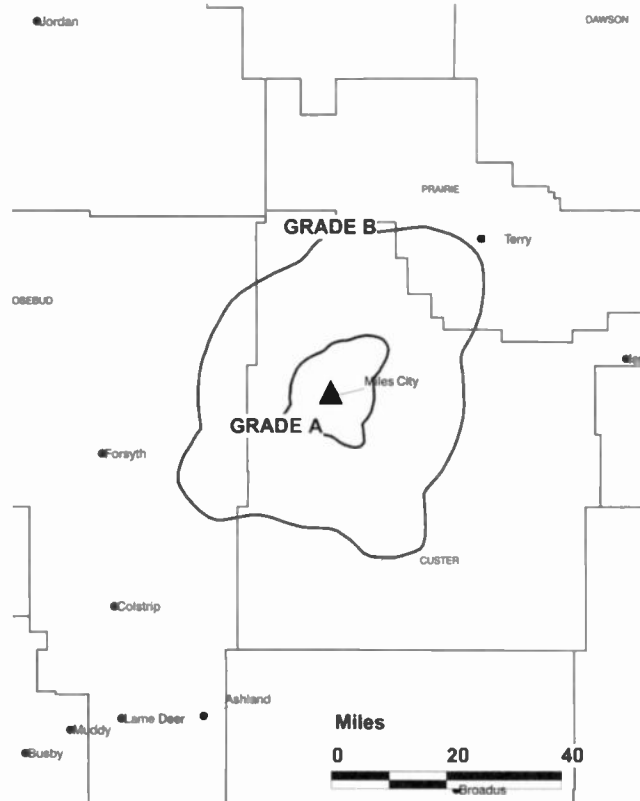 Jordan
DAWSON
PRAIRIE
GRADE B
Terry
OSEBUD
Miles City
GRADE A
Forsyth
CUSTER
Colstrip
Ashland
Lame Deer
Muddy
Busby
Miles
0 20 40
Broadus